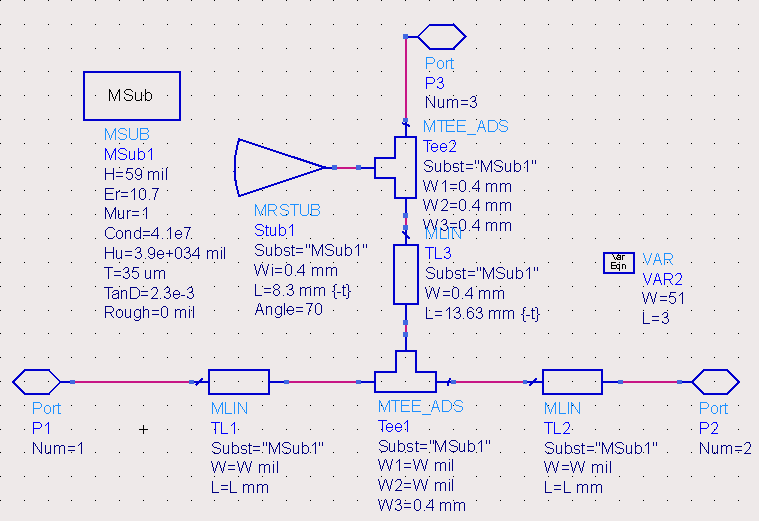 Port
P3
Num=3
MSub
MSUB
MSub1
H=59 mil
Er=10.7
Mur=1
Cond=4.1e7
Hu=3.9e+034 mil
T=35 um
TanD=2.3e-3
Rough=0 mil
MTEE_ADS
Tee2
Subst="MSub1"
W1=0.4 mm
W2=0.4 mm
W3=0.4 mm
MRSTUB
Stub1
Subst="MSub1"
Wi=0.4 mm
L=8.3 mm {-t}
Angle=70
MLIN
TL3
Subst="MSub1"
W=0.4 mm
L=13.63 mm {-t}
Var
Eqn
VAR
VAR2
W=51
L=3
Port
P1
Num=1
MLIN
TL1
Subst="MSub1"
W=W mil
L=L mm
MTEE_ADS
Tee1
Subst="MSub1"
W1=W mil
W2=W mil
W3=0.4 mm
MLIN
TL2
Subst="MSub1"
W=W mil
L=L mm
Port
P2
Num=2